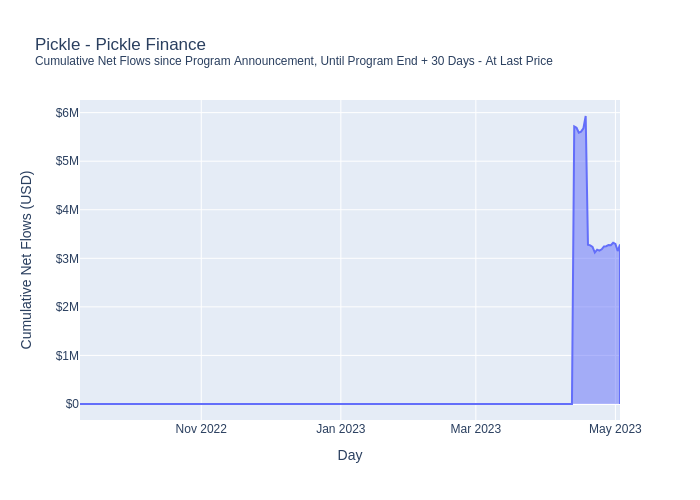 Pickle - Pickle Finance
Cumulative Net Flows since Program Announcement, Until Program End + 30 Days - At Last Price
Cumulative Net Flows (USD)
$6M
$5M
$4M
$3M
$2M
$1M
$0
Nov 2022
Jan 2023
Mar 2023
May 2023
Day